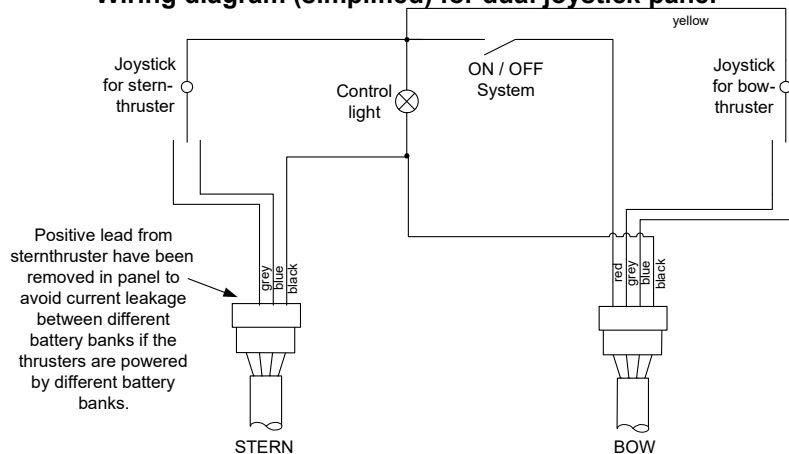 Wiring diagram (simplified) for dual joystick panel
yellow
Joystick
for stern-
thruster
Control
light
ON / OFF
System
Joystick
for bow-
thruster
Positive lead from
sternthruster have been
removed in panel to
avoid current leakage
between different
battery banks if the
thrusters are powered
by different battery
banks.
grey
blue
black
red
grey
blue
black
STERN
BOW